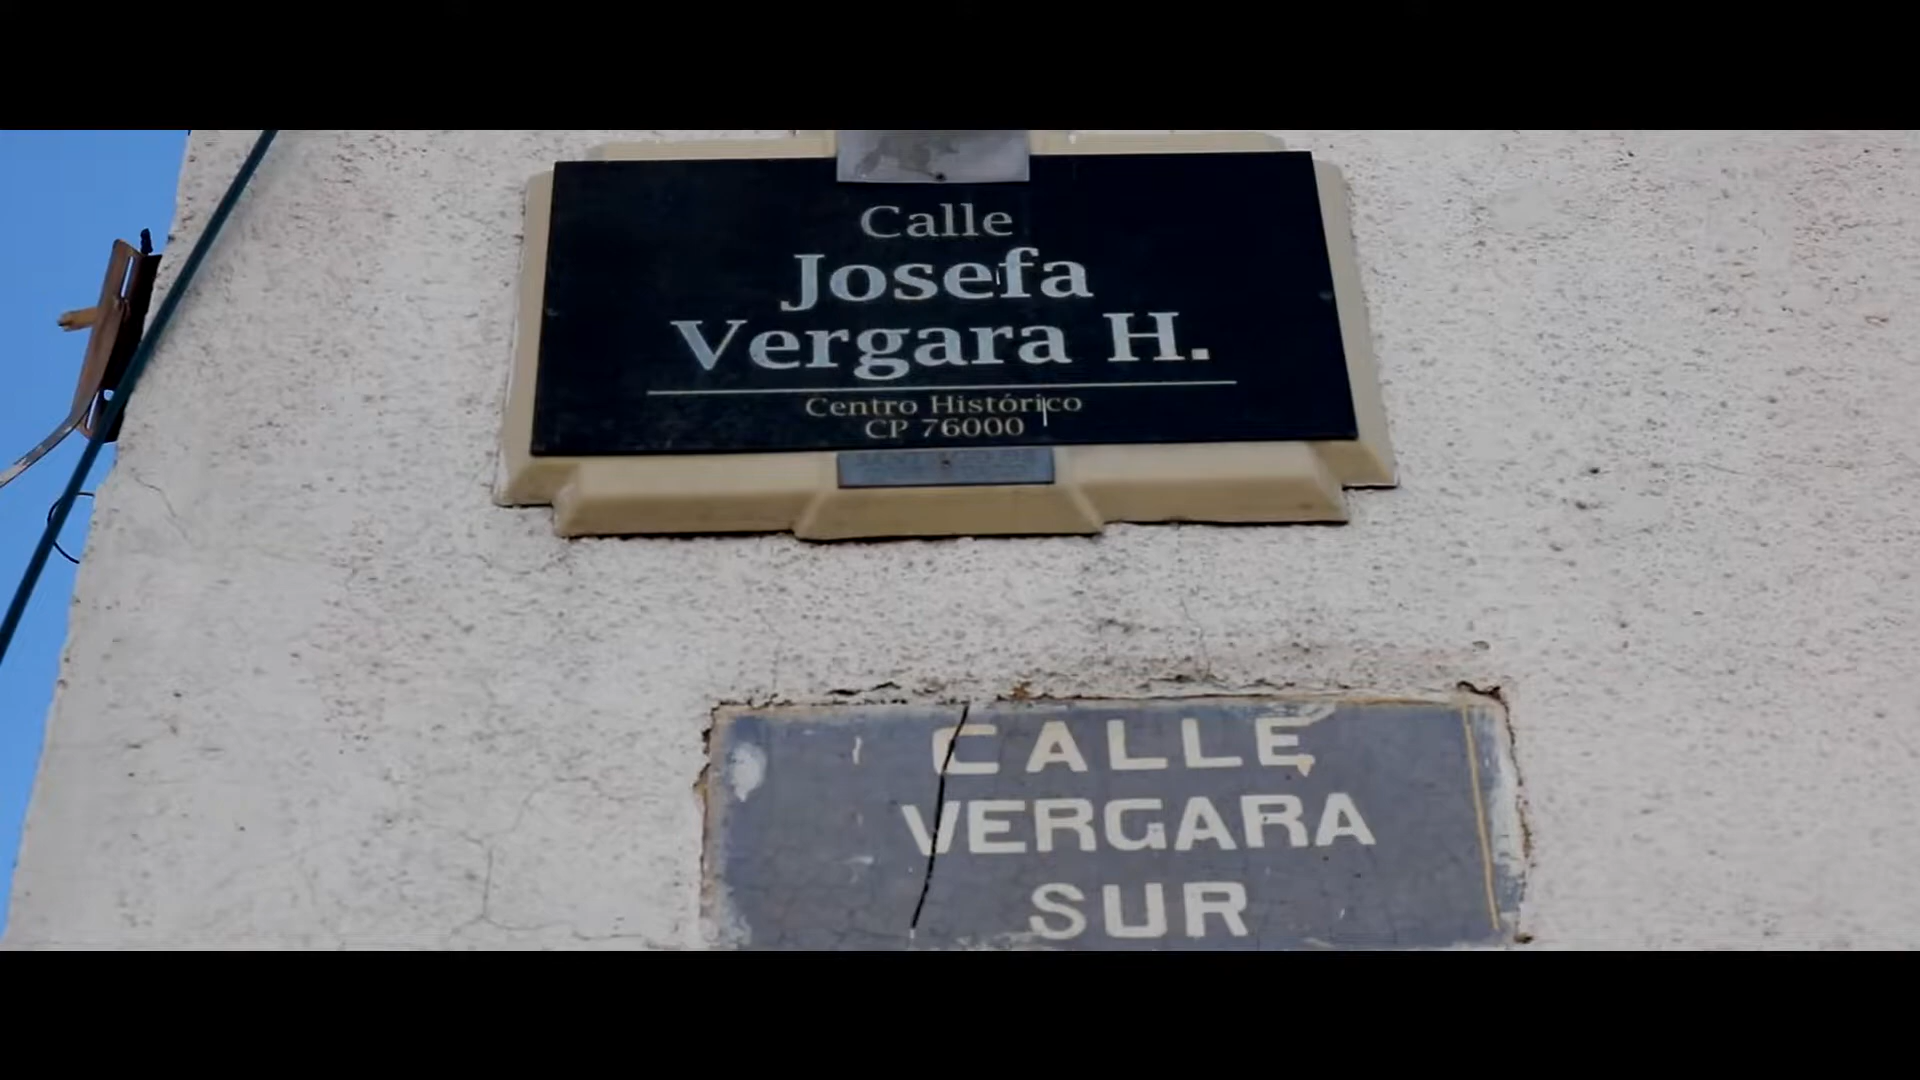 Calle
Josefa
Vergara H.
Centro Histórico
CP 76000
CALLE
VERGARA
SUR